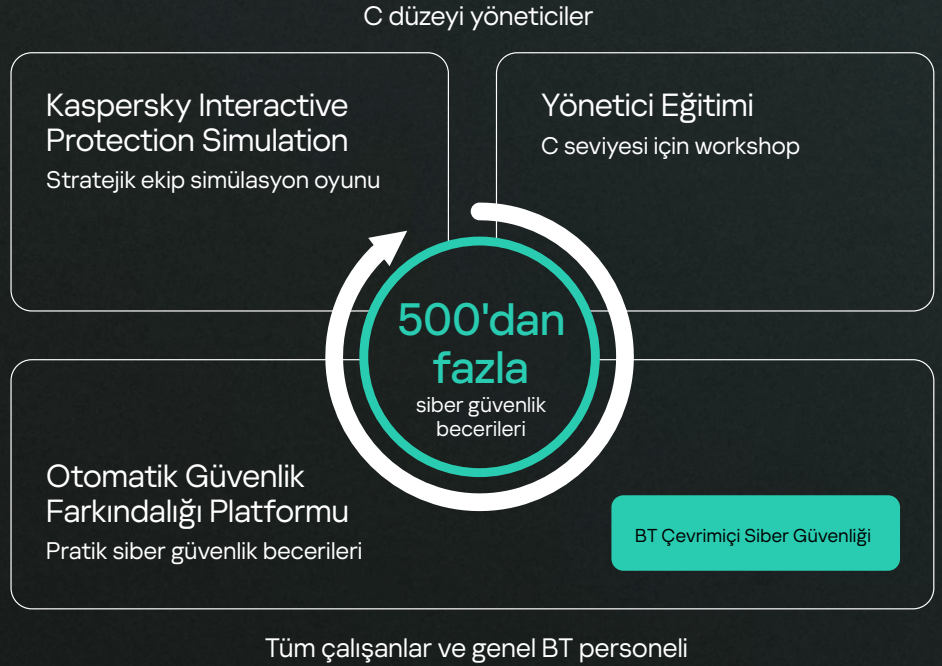 C düzeyi yöneticiler
Kaspersky Interactive
Protection Simulation
Stratejik ekip simülasyon oyunu
Yönetici Eğitimi
C seviyesi için workshop
500'dan
fazla
siber güvenlik
becerileri
Otomatik Güvenlik
Farkındalığı Platformu
Pratik siber güvenlik becerileri
BT Çevrimiçi Siber Güvenliği
Tüm çalışanlar ve genel BT personeli